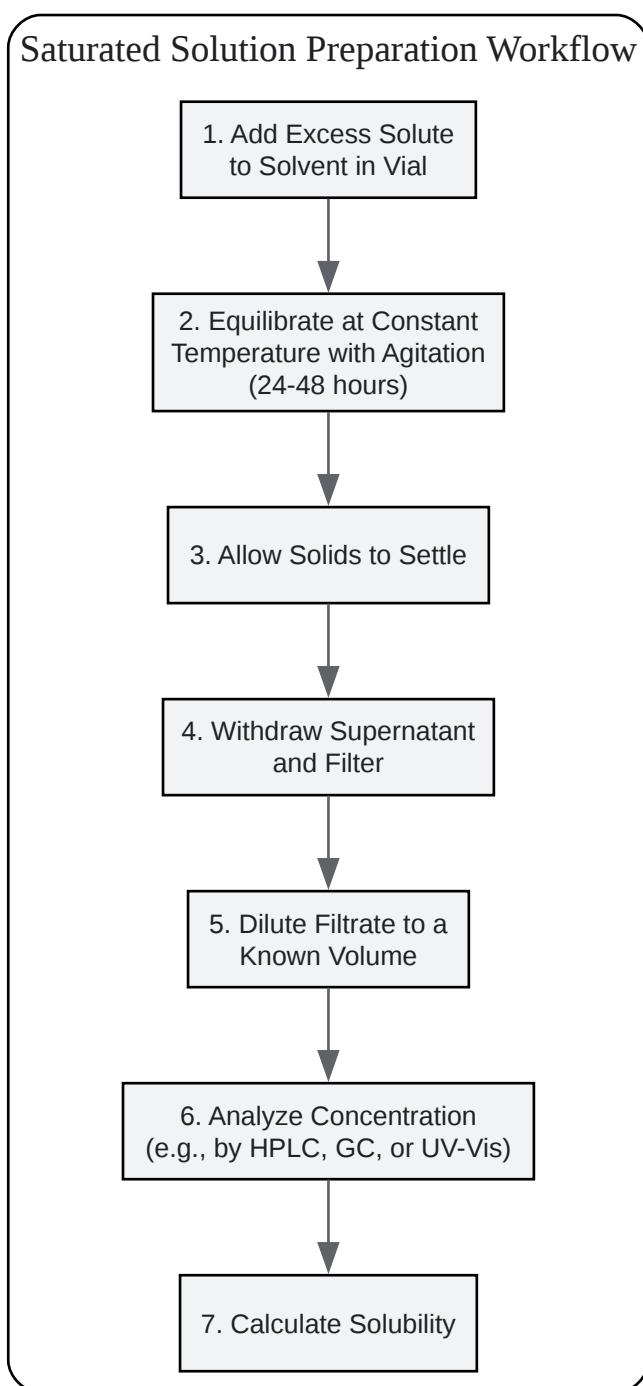 Saturated Solution Preparation Workflow
1. Add Excess Solute
to Solvent in Vial
2. Equilibrate at Constant
Temperature with Agitation
(24-48 hours)
3. Allow Solids to Settle
4. Withdraw Supernatant
and Filter
5. Dilute Filtrate to a
Known Volume
6. Analyze Concentration
(e.g., by HPLC, GC, or UV-Vis)
7. Calculate Solubility